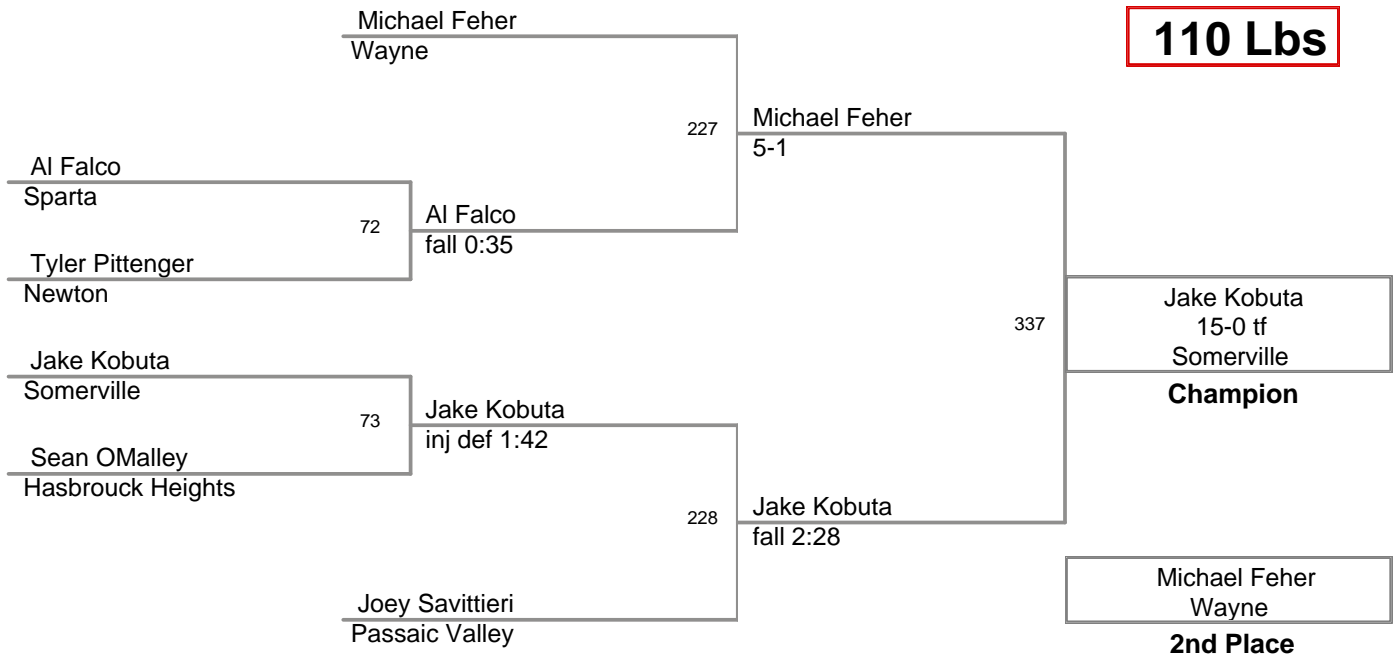 Michael Feher
Wayne
110 Lbs
227
Michael Feher
5-1
Al Falco
Sparta
72
Al Falco
fall 0:35
Tyler Pittenger
Newton
337
Jake Kobuta
15-0 tf
Somerville
Champion
Jake Kobuta
Somerville
73
Jake Kobuta
inj def 1:42
Sean OMalley
Hasbrouck Heights
228
Jake Kobuta
fall 2:28
Joey Savittieri
Passaic Valley
Michael Feher
Wayne
2nd Place